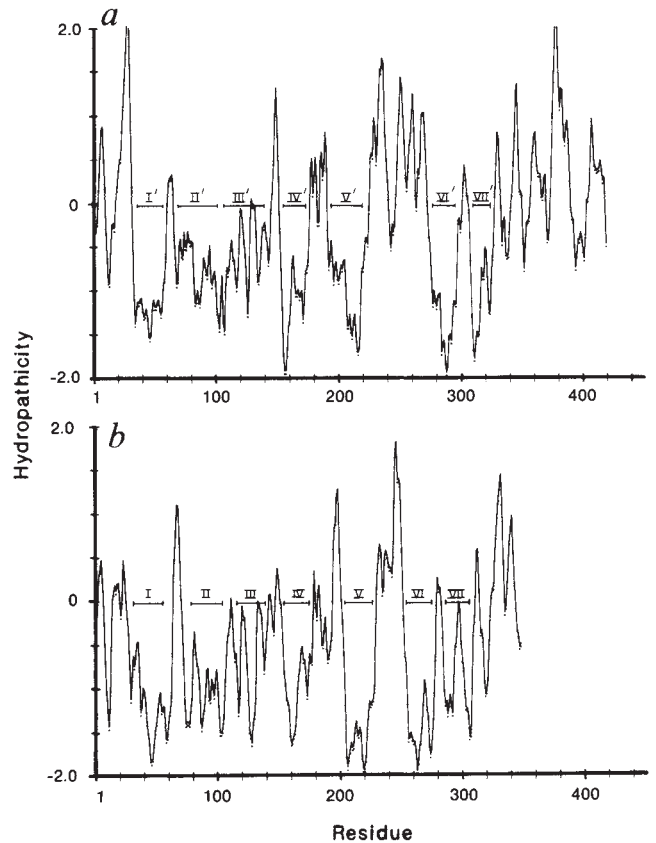 a
2.0
0
-2.0
I′ II′ III′ IV′ V′ VI′ VII′
1 100 200 300 400
Hydropathicity
b
2.0
0
-2.0
I II III IV V VI VII
1 100 200 300 400
Residue